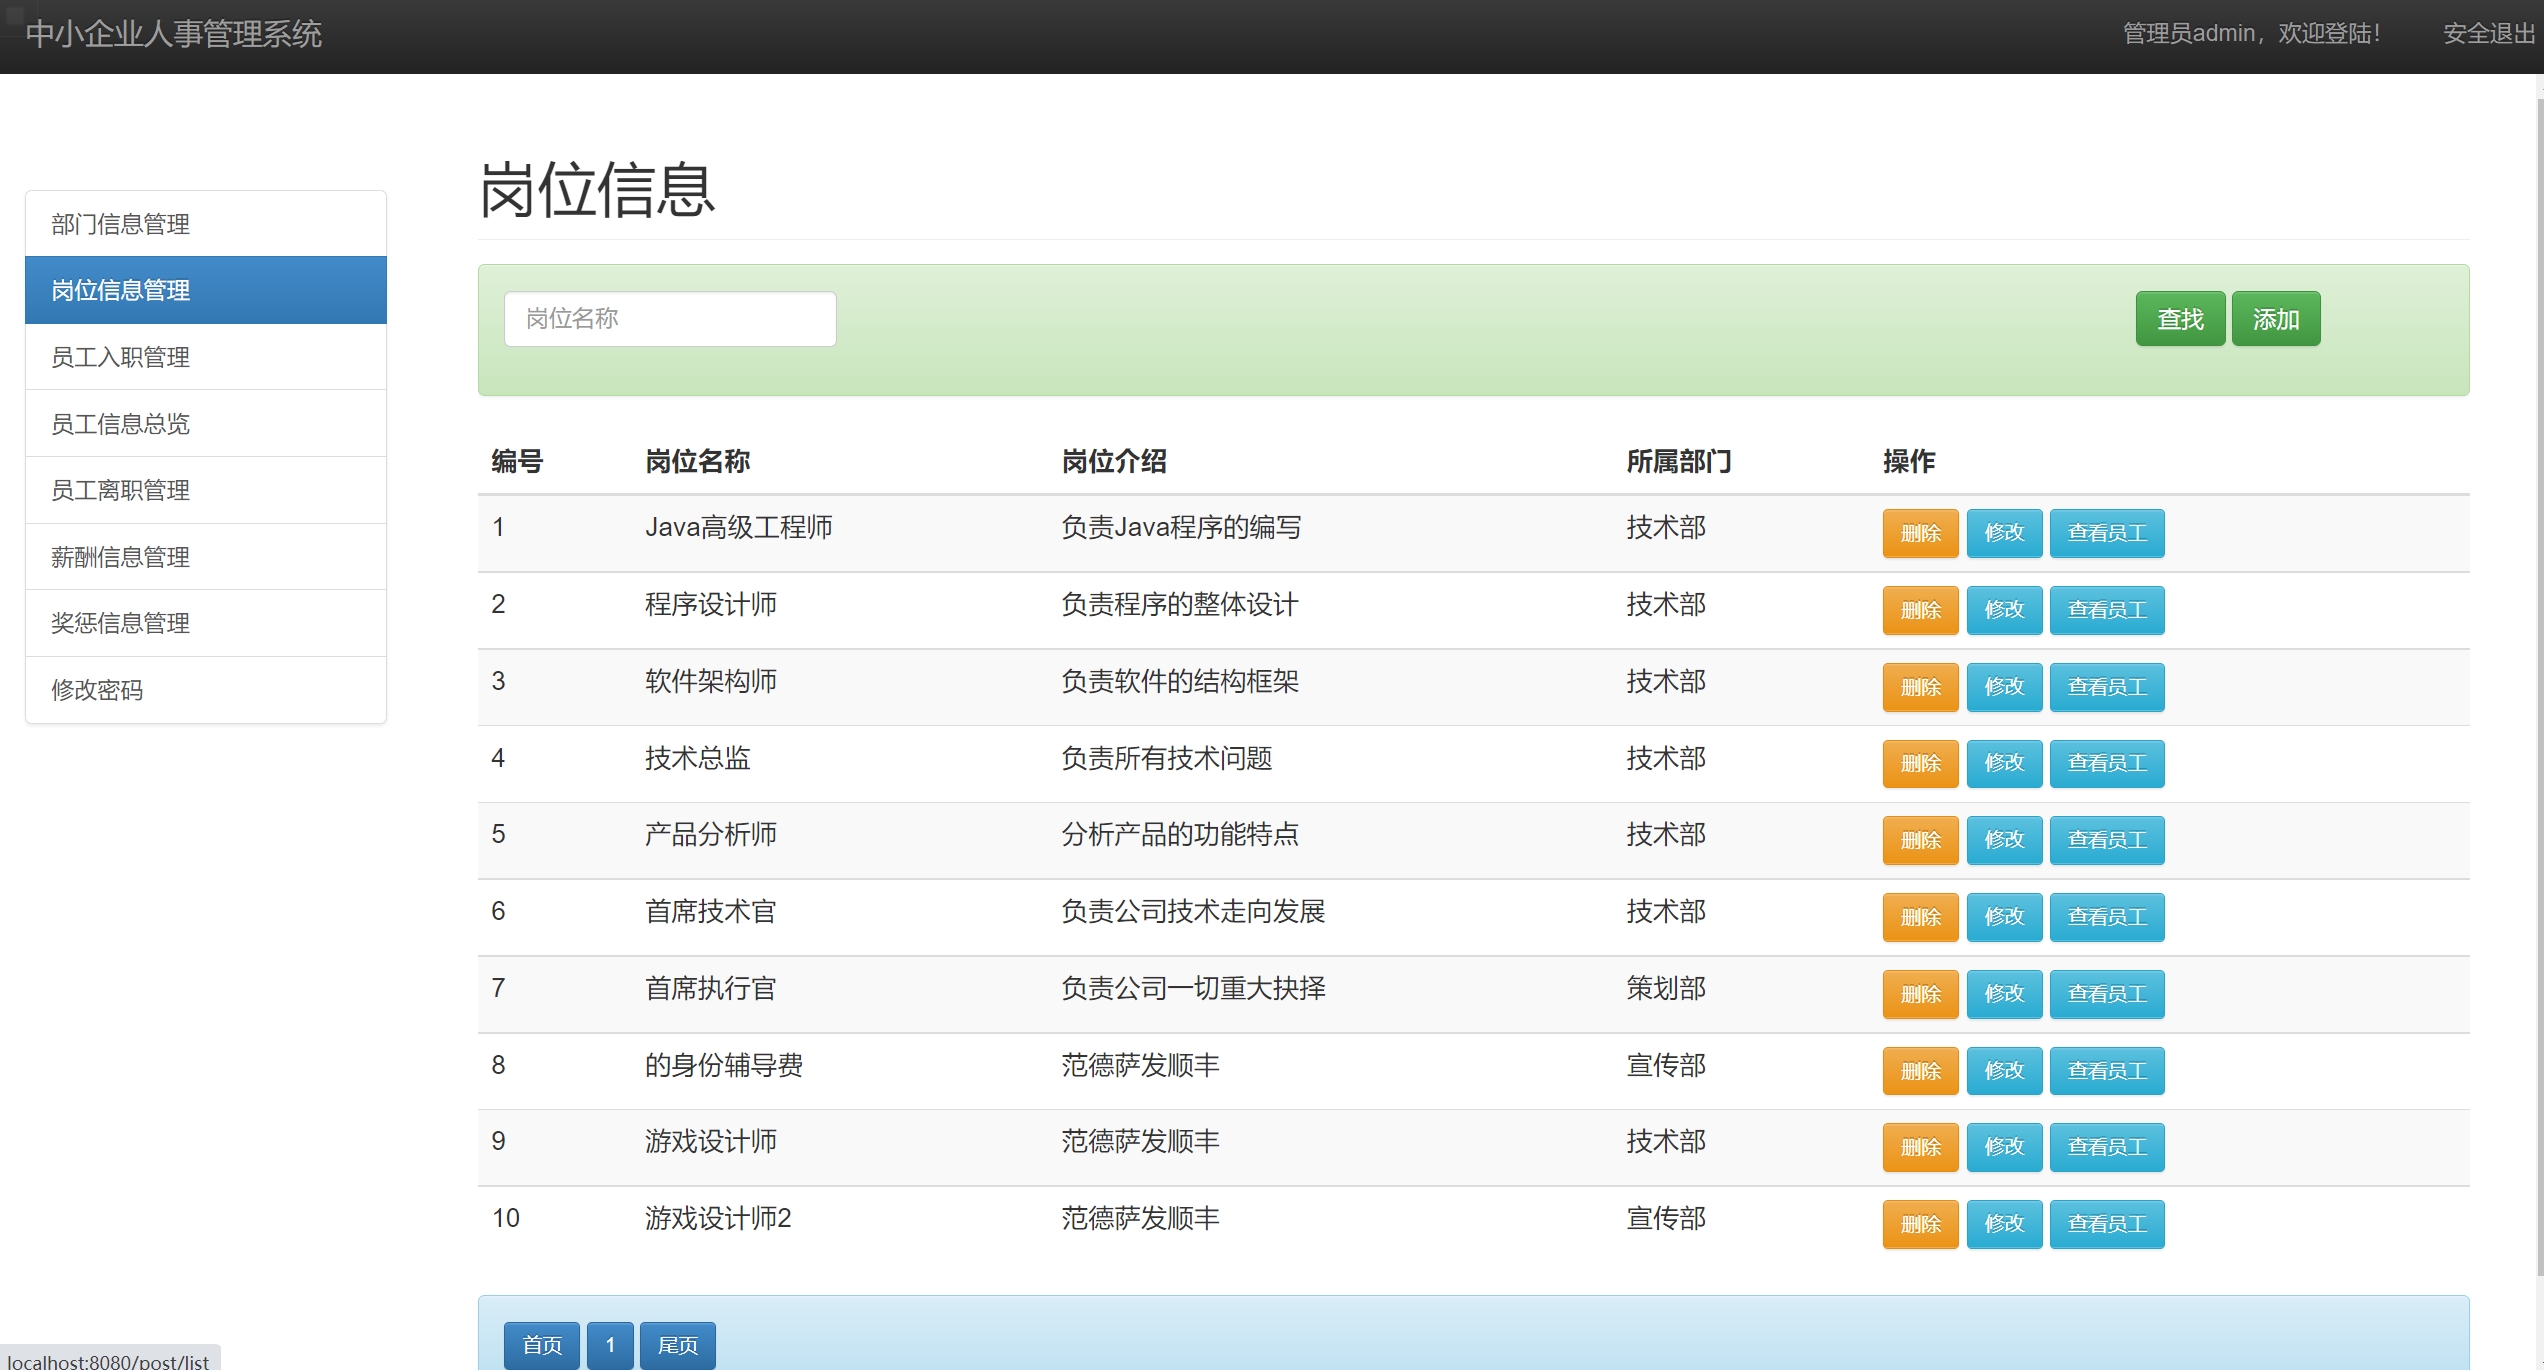 中小企业人事管理系统 管理员admin，欢迎登陆！ 安全退出
部门信息管理
岗位信息管理
员工入职管理
员工信息总览
员工离职管理
薪酬信息管理
奖惩信息管理
修改密码
岗位信息
岗位名称 查找 添加
编号 岗位名称 岗位介绍 所属部门 操作
1 Java高级工程师 负责Java程序的编写 技术部 删除 修改 查看员工
2 程序设计师 负责程序的整体设计 技术部 删除 修改 查看员工
3 软件架构师 负责软件的结构框架 技术部 删除 修改 查看员工
4 技术总监 负责所有技术问题 技术部 删除 修改 查看员工
5 产品分析师 分析产品的功能特点 技术部 删除 修改 查看员工
6 首席技术官 负责公司技术走向发展 技术部 删除 修改 查看员工
7 首席执行官 负责公司一切重大抉择 策划部 删除 修改 查看员工
8 的身份辅导费 范德萨发顺丰 宣传部 删除 修改 查看员工
9 游戏设计师 范德萨发顺丰 技术部 删除 修改 查看员工
10 游戏设计师2 范德萨发顺丰 宣传部 删除 修改 查看员工
首页 1 尾页
localhost:8080/post/list